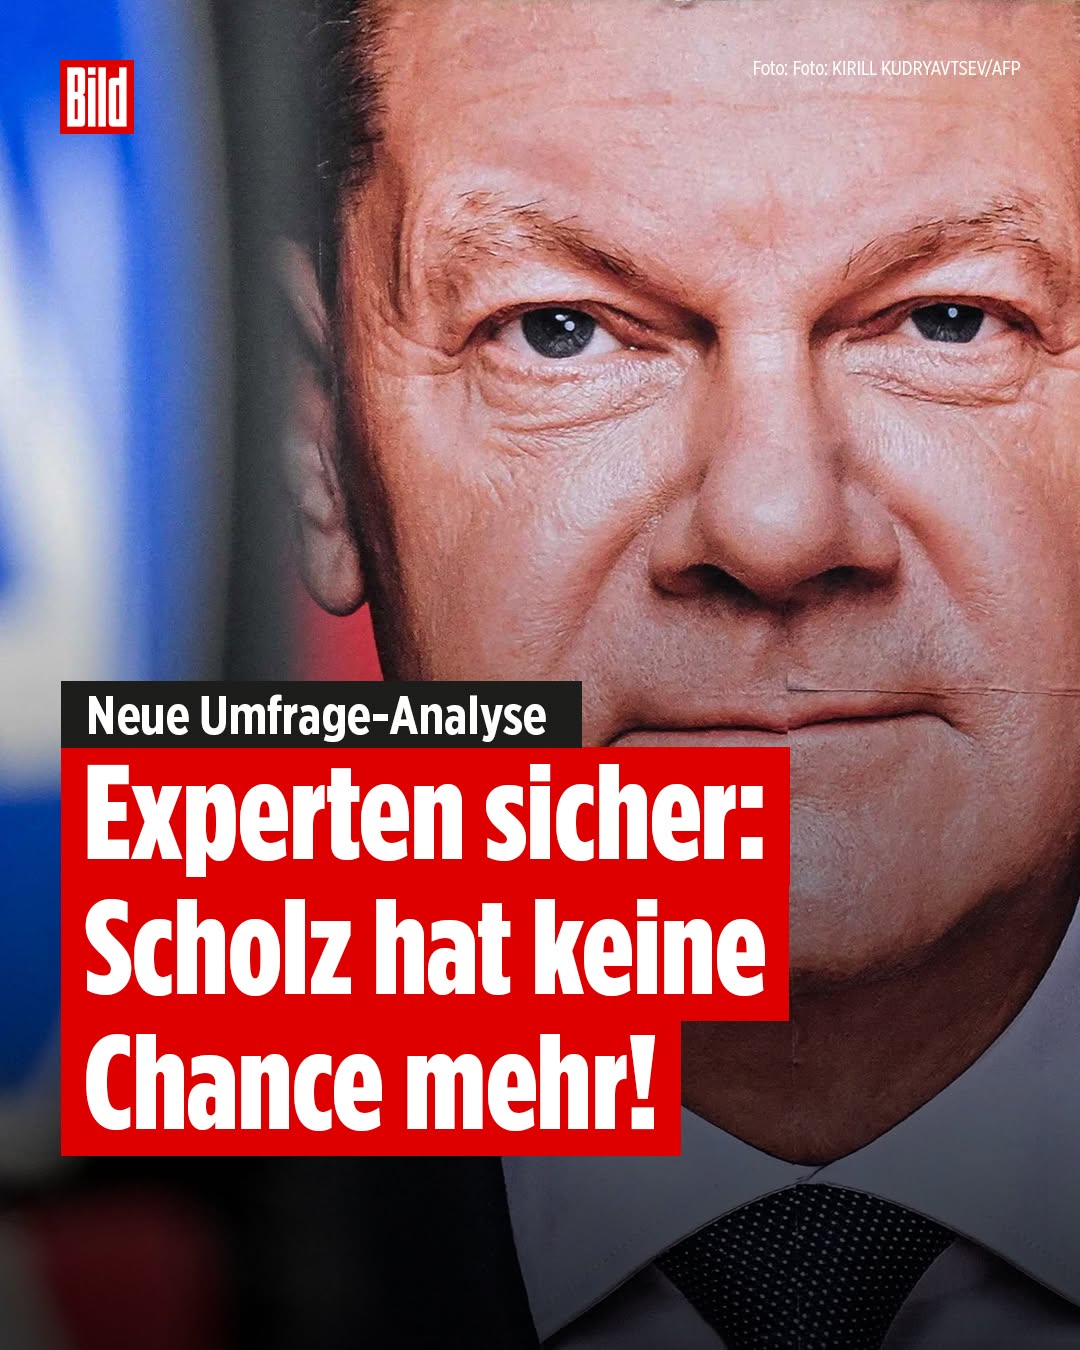 Bild
Foto: Foto: KIRILL KUDRYAVTSEV/AFP
Neue Umfrage-Analyse
Experten sicher:
Scholz hat keine
Chance mehr!